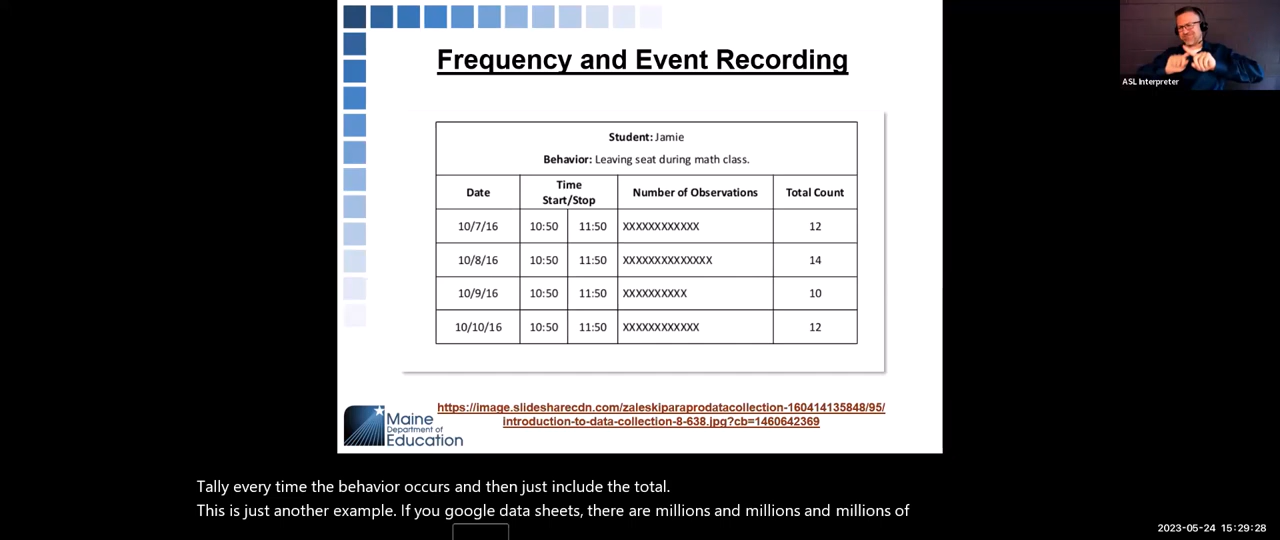 Frequency and Event Recording
ASL Interpreter
Student: Jamie
Behavior: Leaving seat during math class.
Date Time Start/Stop Number of Observations Total Count
10/7/16 10:50 11:50 XXXXXXXXXXXX 12
10/8/16 10:50 11:50 XXXXXXXXXXXXXX 14
10/9/16 10:50 11:50 XXXXXXXXXX 10
10/10/16 10:50 11:50 XXXXXXXXXXXX 12
https://image.slidesharecdn.com/zaleskiparaprodatacollection-160414135848/95/
introduction-to-data-collection-8-638.jpg?cb=1460642369
Maine
Department of
Education
Tally every time the behavior occurs and then just include the total.
This is just another example. If you google data sheets, there are millions and millions and millions of
2023-05-24 15:29:28